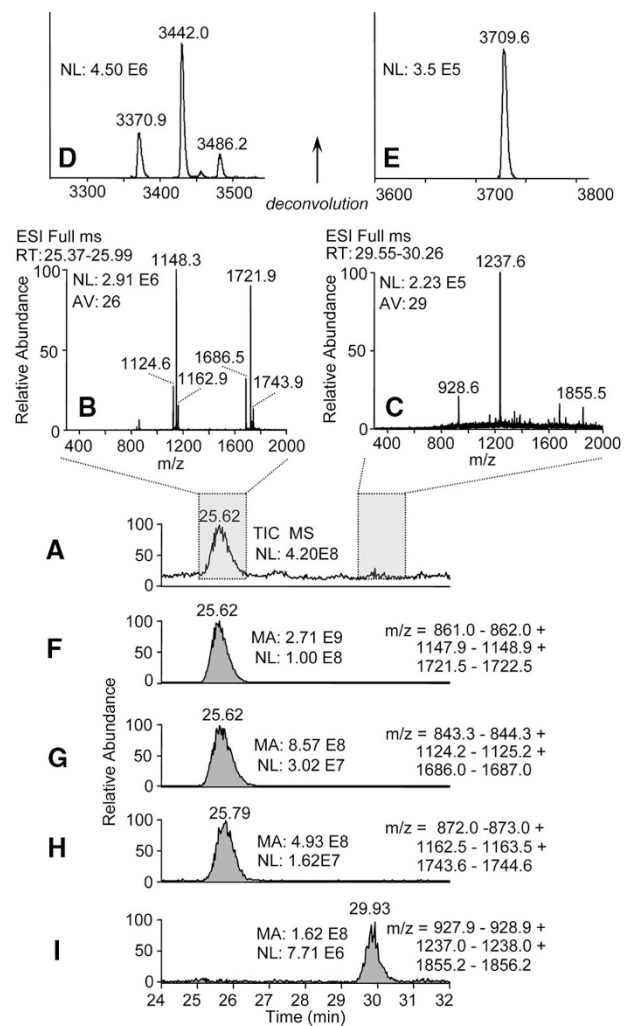 3442.0
NL: 4.50 E6
3370.9
3486.2
D
3300 3400 3500
3709.6
NL: 3.5 E5
E
3600 3700 3800
deconvolution
ESI Full ms
RT: 25.37-25.99
NL: 2.91 E6
AV: 26
1148.3
1721.9
1124.6
1162.9
1686.5
1743.9
B
Relative Abundance
100
50
0
400 800 1200 1600 2000
m/z
ESI Full ms
RT: 29.55-30.26
NL: 2.23 E5
AV: 29
1237.6
928.6
1855.5
C
Relative Abundance
100
50
0
400 800 1200 1600 2000
m/z
A
100
50
0
25.62
TIC MS
NL: 4.20E8
F
100
50
0
25.62
MA: 2.71 E9
NL: 1.00 E8
m/z = 861.0 - 862.0 +
1147.9 - 1148.9 +
1721.5 - 1722.5
Relative Abundance
G
100
50
0
25.62
MA: 8.57 E8
NL: 3.02 E7
m/z = 843.3 - 844.3 +
1124.2 - 1125.2 +
1686.0 - 1687.0
H
100
50
0
25.79
MA: 4.93 E8
NL: 1.62E7
m/z = 872.0 -873.0 +
1162.5 - 1163.5 +
1743.6 - 1744.6
I
100
50
0
29.93
MA: 1.62 E8
NL: 7.71 E6
m/z = 927.9 - 928.9 +
1237.0 - 1238.0 +
1855.2 - 1856.2
24 25 26 27 28 29 30 31 32
Time (min)